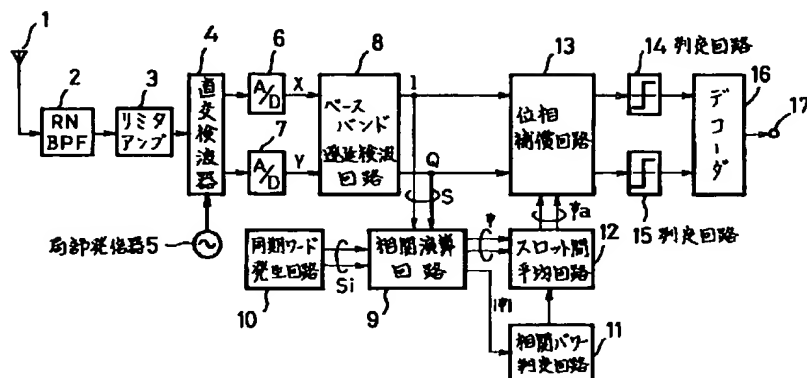 1
2
RN
BPF
3
リミタ
アンプ
4
直交検波器
局部発信器5
6
A/D
X
7
A/D
Y
8
ベース
バンド
遅延検波
回路
I
Q
S
13
位相
補償回路
14 判定回路
15 判定回路
16
デコーダ
17
同期ワード
発生回路
10
Si
相関演算
回路
9
Ψ
|Ψ|
Ψa
スロット間
平均回路
12
相関パワー
判定回路
11